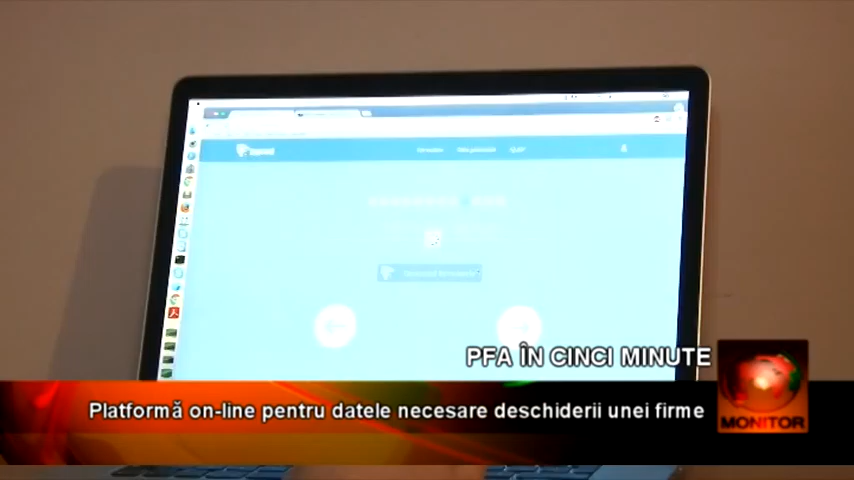 PFA ÎN CINCI MINUTE
Platformă on-line pentru datele necesare deschiderii unei firme
MONITOR